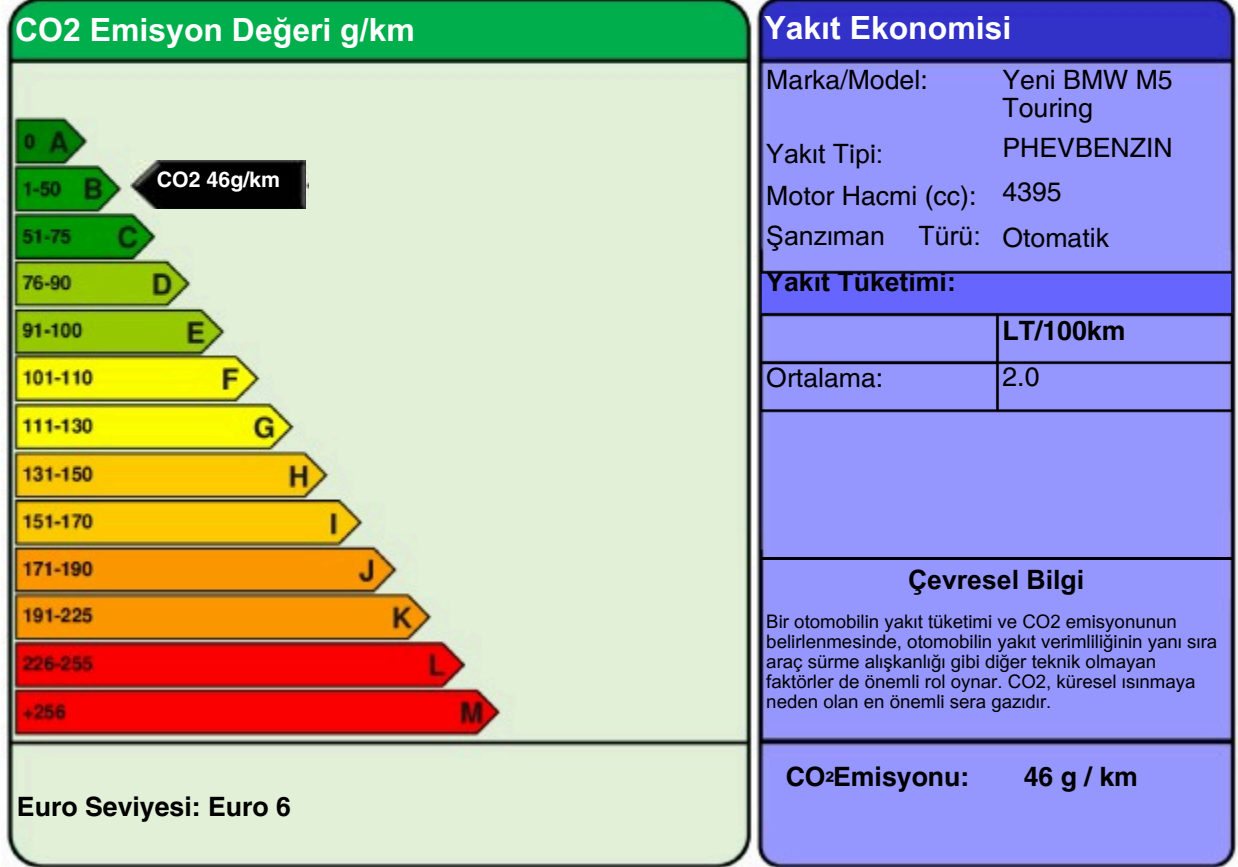 CO2 Emisyon Değeri g/km
0 A
1-50 B
CO2 46g/km
51-75 C
76-90 D
91-100 E
101-110 F
111-130 G
131-150 H
151-170 I
171-190 J
191-225 K
226-255 L
+256 M
Euro Seviyesi: Euro 6
Yakıt Ekonomisi
Marka/Model: Yeni BMW M5
Touring
Yakıt Tipi: PHEVBENZIN
Motor Hacmi (cc): 4395
Şanzıman Türü: Otomatik
Yakıt Tüketimi:
LT/100km
Ortalama: 2.0
Çevresel Bilgi
Bir otomobilin yakıt tüketimi ve CO2 emisyonunun
belirlenmesinde, otomobilin yakıt verimliliğinin yanı sıra
araç sürme alışkanlığı gibi diğer teknik olmayan
faktörler de önemli rol oynar. CO2, küresel ısınmaya
neden olan en önemli sera gazıdır.
CO2Emisyonu: 46 g / km